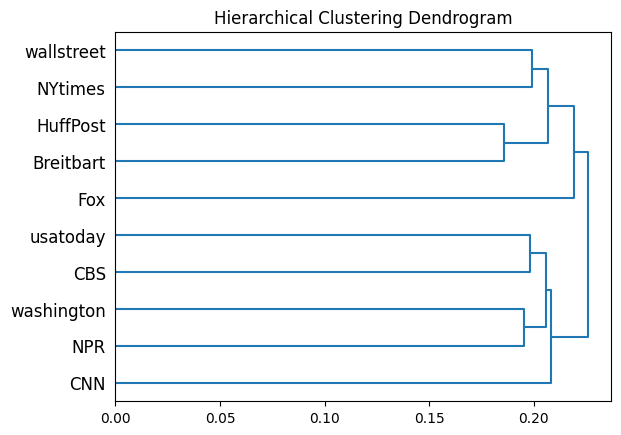 Hierarchical Clustering Dendrogram
wallstreet
NYtimes
HuffPost
Breitbart
Fox
usatoday
CBS
washington
NPR
CNN
0.00 0.05 0.10 0.15 0.20